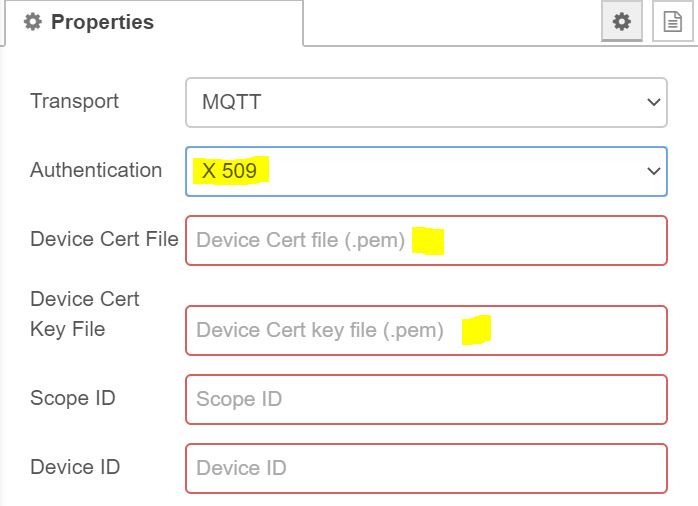 Properties
Transport
MQTT
Authentication
X 509
Device Cert File
Device Cert file (.pem)
Device Cert
Key File
Device Cert key file (.pem)
Scope ID
Scope ID
Device ID
Device ID